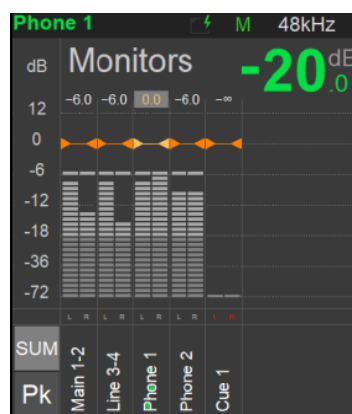 Phone 1 M 48kHz
dB Monitors -20.0 dB
-6.0 -6.0 0.0 -6.0 -∞
12
0
-6
-12
-18
-36
-72
L R L R L R L R L R
SUM
Pk
Main 1-2
Line 3-4
Phone 1
Phone 2
Cue 1